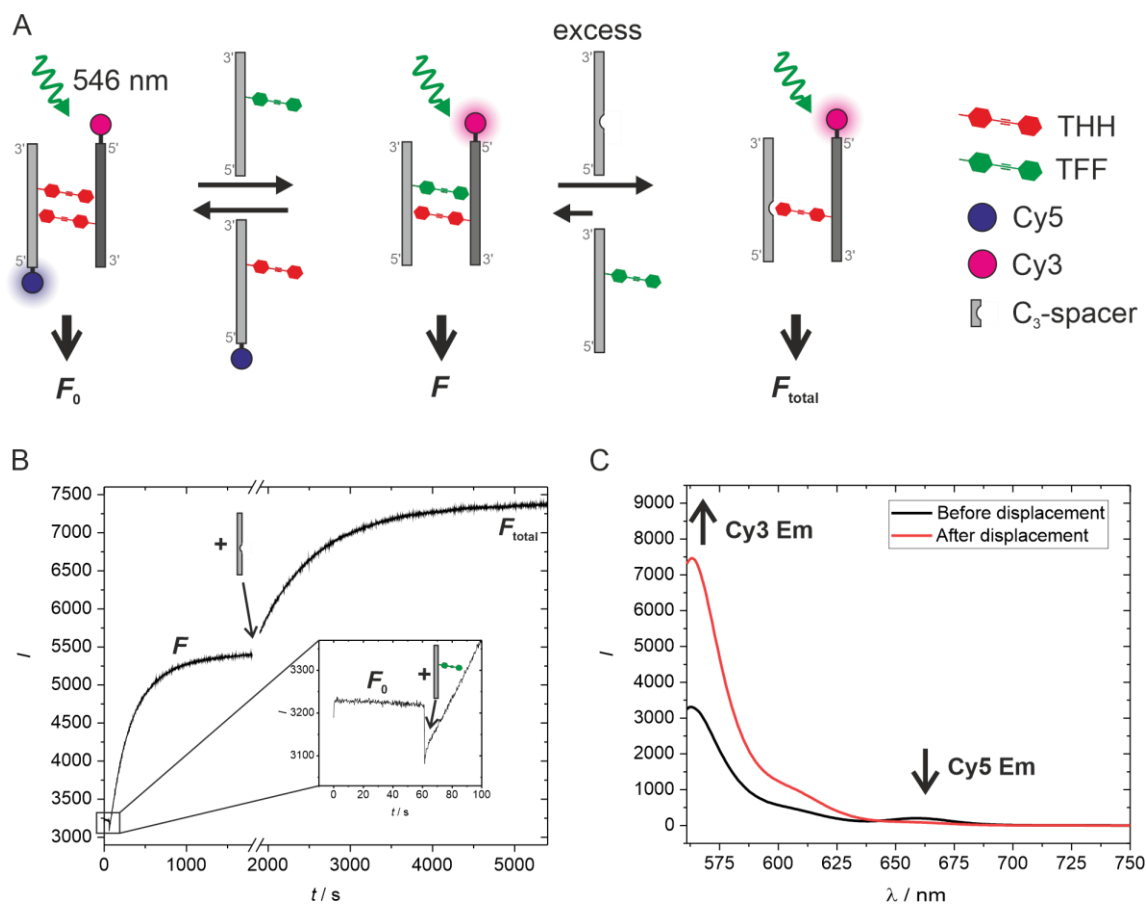 A
546 nm
3'
5'
5'
3'
3'
5'
5'
3'
5'
5'
3'
excess
3'
5'
5'
3'
5'
5'
3'
THH
TFF
Cy5
Cy3
C₃-spacer
F₀
F
F_total
B
7500
7000
6500
6000
5500
5000
4500
4000
3500
3000
I
0
1000
2000
3000
4000
5000
t / s
F
+
F_total
3300
3200
3100
I
F₀
+
0
20
40
60
80
100
t / s
C
9000
8000
7000
6000
5000
4000
3000
2000
1000
0
I
Cy3 Em
Before displacement
After displacement
Cy5 Em
575
600
625
650
675
700
725
750
λ / nm